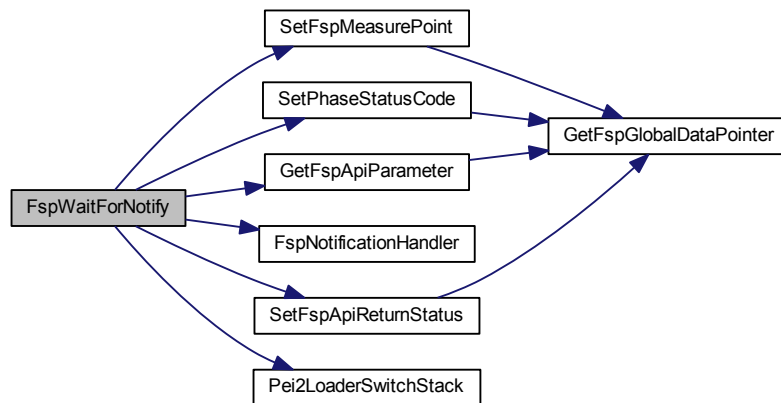 SetFspMeasurePoint
SetPhaseStatusCode
GetFspGlobalDataPointer
GetFspApiParameter
FspWaitForNotify
FspNotificationHandler
SetFspApiReturnStatus
Pei2LoaderSwitchStack